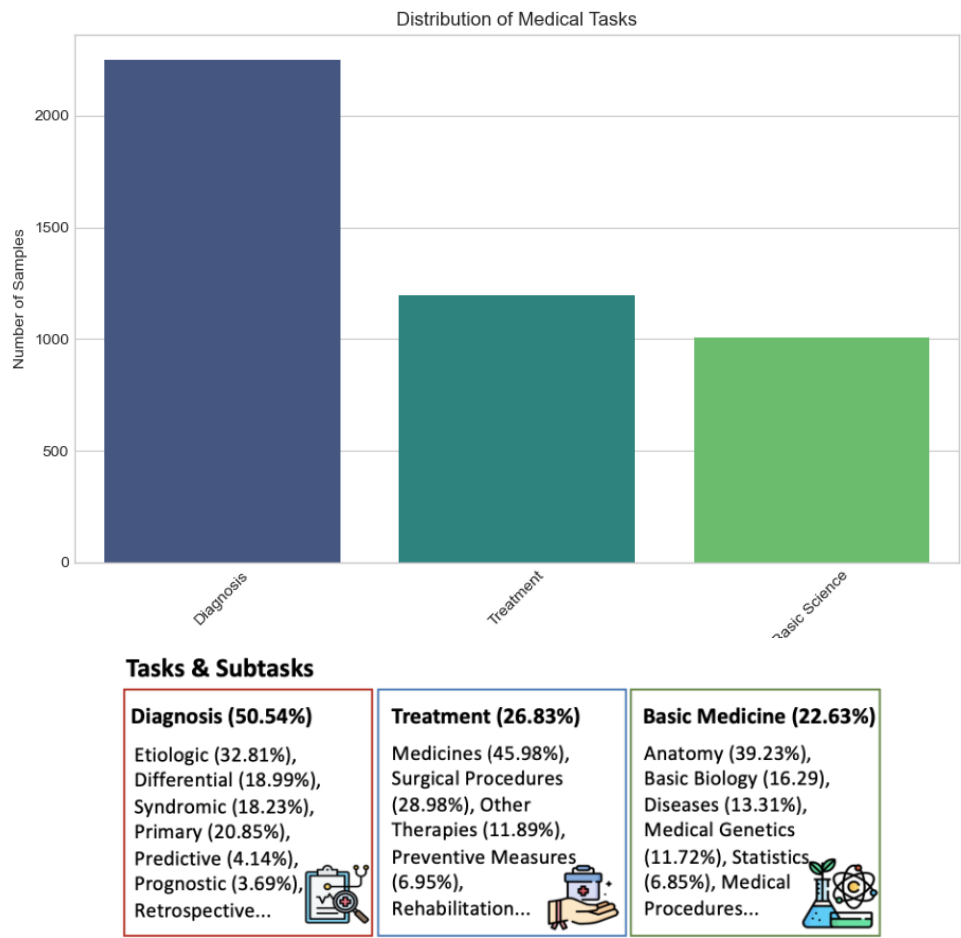 Distribution of Medical Tasks
Number of Samples
2000
1500
1000
500
0
Diagnosis
Treatment
Basic Science
Tasks & Subtasks
Diagnosis (50.54%)
Etiologic (32.81%),
Differential (18.99%),
Syndromic (18.23%),
Primary (20.85%),
Predictive (4.14%),
Prognostic (3.69%),
Retrospective...
Treatment (26.83%)
Medicines (45.98%),
Surgical Procedures
(28.98%), Other
Therapies (11.89%),
Preventive Measures
(6.95%),
Rehabilitation...
Basic Medicine (22.63%)
Anatomy (39.23%),
Basic Biology (16.29),
Diseases (13.31%),
Medical Genetics
(11.72%), Statistics
(6.85%), Medical
Procedures...